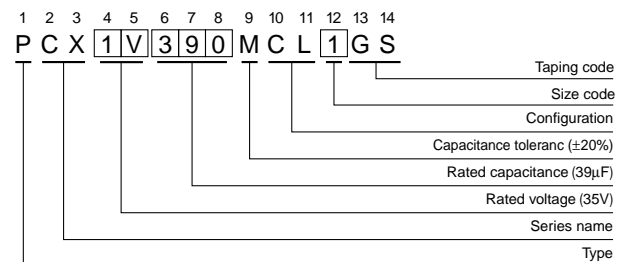 1 2 3 4 5 6 7 8 9 10 11 12 13 14
P C X 1 V 3 9 0 M C L 1 G S
Taping code
Size code
Configuration
Capacitance toleranc (±20%)
Rated capacitance (39μF)
Rated voltage (35V)
Series name
Type